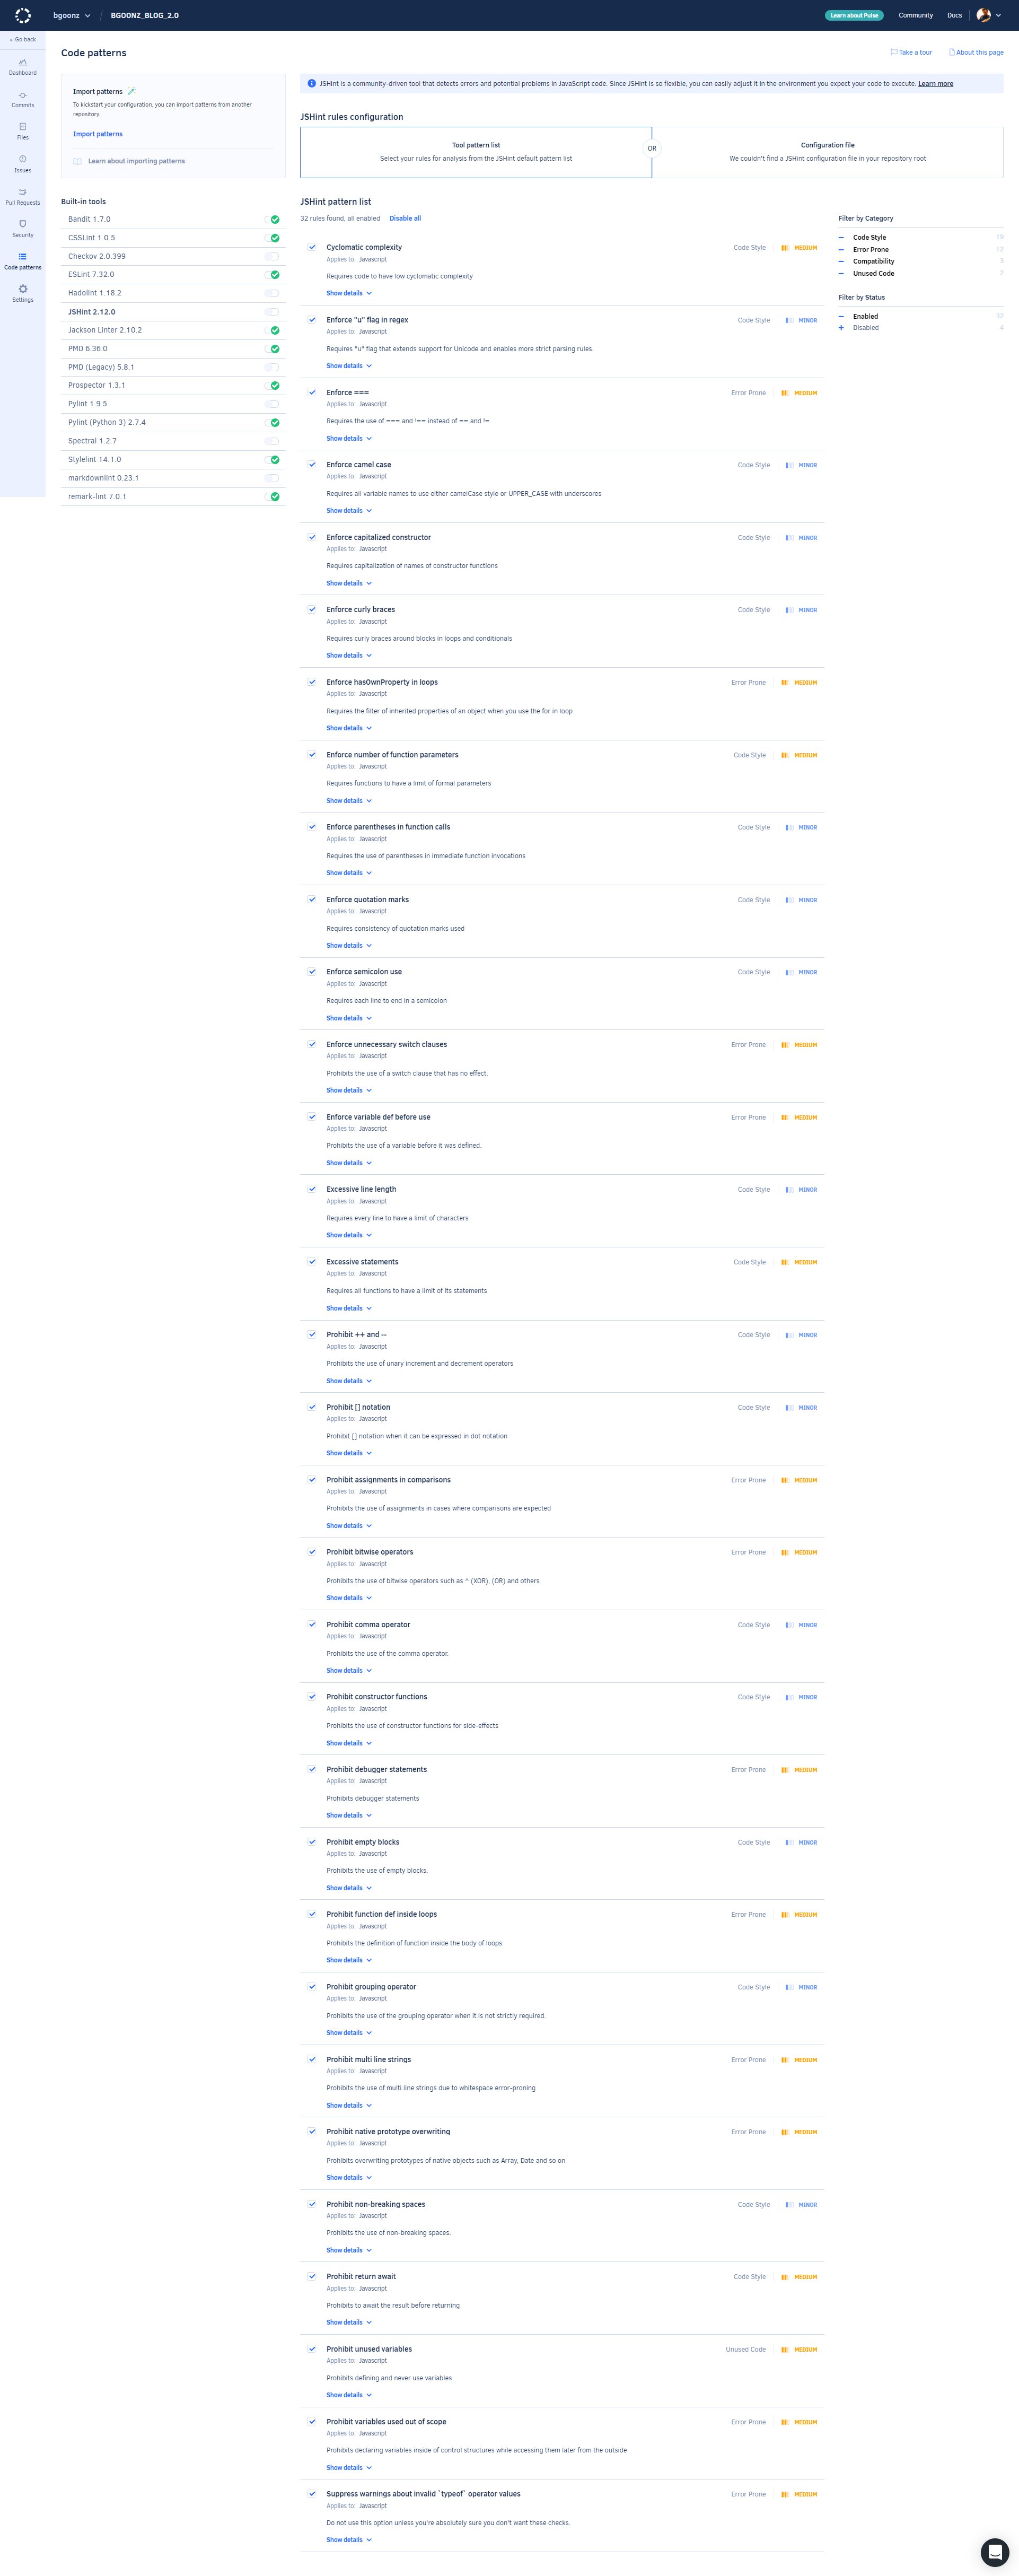 bgoonz
BGOONZ_BLOG_2.0
Learn about Pulse
Community
Docs
Go back
Dashboard
Commits
Files
Issues
Pull Requests
Security
Code patterns
Settings
Code patterns
Take a tour
About this page
Import patterns
To kickstart your configuration, you can import patterns from another
repository.
Import patterns
Learn about importing patterns
Built-in tools
Bandit 1.7.0
CSSLint 1.0.5
Checkov 2.0.399
ESLint 7.32.0
Hadolint 1.18.2
JSHint 2.12.0
Jackson Linter 2.10.2
PMD 6.36.0
PMD (Legacy) 5.8.1
Prospector 1.3.1
Pylint 1.9.5
Pylint (Python 3) 2.7.4
Spectral 1.2.7
Stylelint 14.1.0
markdownlint 0.23.1
remark-lint 7.0.1
JSHint is a community-driven tool that detects errors and potential problems in JavaScript code. Since JSHint is so flexible, you can easily adjust it in the environment you expect your code to execute. Learn more
JSHint rules configuration
Tool pattern list
Select your rules for analysis from the JSHint default pattern list
OR
Configuration file
We couldn't find a JSHint configuration file in your repository root
JSHint pattern list
32 rules found, all enabled Disable all
Cyclomatic complexity Code Style MEDIUM
Applies to: Javascript
Requires code to have low cyclomatic complexity
Show details
Enforce "u" flag in regex Code Style MINOR
Applies to: Javascript
Requires "u" flag that extends support for Unicode and enables more strict parsing rules.
Show details
Enforce === Error Prone MEDIUM
Applies to: Javascript
Requires the use of === and !== instead of == and !=
Show details
Enforce camel case Code Style MINOR
Applies to: Javascript
Requires all variable names to use either camelCase style or UPPER_CASE with underscores
Show details
Enforce capitalized constructor Code Style MINOR
Applies to: Javascript
Requires capitalization of names of constructor functions
Show details
Enforce curly braces Code Style MINOR
Applies to: Javascript
Requires curly braces around blocks in loops and conditionals
Show details
Enforce hasOwnProperty in loops Error Prone MEDIUM
Applies to: Javascript
Requires the filter of inherited properties of an object when you use the for in loop
Show details
Enforce number of function parameters Code Style MEDIUM
Applies to: Javascript
Requires functions to have a limit of formal parameters
Show details
Enforce parentheses in function calls Code Style MINOR
Applies to: Javascript
Requires the use of parentheses in immediate function invocations
Show details
Enforce quotation marks Code Style MINOR
Applies to: Javascript
Requires consistency of quotation marks used
Show details
Enforce semicolon use Code Style MINOR
Applies to: Javascript
Requires each line to end in a semicolon
Show details
Enforce unnecessary switch clauses Error Prone MEDIUM
Applies to: Javascript
Prohibits the use of a switch clause that has no effect.
Show details
Enforce variable def before use Error Prone MEDIUM
Applies to: Javascript
Prohibits the use of a variable before it was defined.
Show details
Excessive line length Code Style MINOR
Applies to: Javascript
Requires every line to have a limit of characters
Show details
Excessive statements Code Style MEDIUM
Applies to: Javascript
Requires all functions to have a limit of its statements
Show details
Prohibit ++ and -- Code Style MINOR
Applies to: Javascript
Prohibits the use of unary increment and decrement operators
Show details
Prohibit [] notation Code Style MINOR
Applies to: Javascript
Prohibit [] notation when it can be expressed in dot notation
Show details
Prohibit assignments in comparisons Error Prone MEDIUM
Applies to: Javascript
Prohibits the use of assignments in cases where comparisons are expected
Show details
Prohibit bitwise operators Error Prone MEDIUM
Applies to: Javascript
Prohibits the use of bitwise operators such as ^ (XOR), (OR) and others
Show details
Prohibit comma operator Code Style MINOR
Applies to: Javascript
Prohibits the use of the comma operator.
Show details
Prohibit constructor functions Code Style MINOR
Applies to: Javascript
Prohibits the use of constructor functions for side-effects
Show details
Prohibit debugger statements Error Prone MEDIUM
Applies to: Javascript
Prohibits debugger statements
Show details
Prohibit empty blocks Code Style MINOR
Applies to: Javascript
Prohibits the use of empty blocks.
Show details
Prohibit function def inside loops Error Prone MEDIUM
Applies to: Javascript
Prohibits the definition of function inside the body of loops
Show details
Prohibit grouping operator Code Style MINOR
Applies to: Javascript
Prohibits the use of the grouping operator when it is not strictly required.
Show details
Prohibit multi line strings Error Prone MEDIUM
Applies to: Javascript
Prohibits the use of multi line strings due to whitespace error-proning
Show details
Prohibit native prototype overwriting Error Prone MEDIUM
Applies to: Javascript
Prohibits overwriting prototypes of native objects such as Array, Date and so on
Show details
Prohibit non-breaking spaces Code Style MINOR
Applies to: Javascript
Prohibits the use of non-breaking spaces.
Show details
Prohibit return await Code Style MEDIUM
Applies to: Javascript
Prohibits to await the result before returning
Show details
Prohibit unused variables Unused Code MEDIUM
Applies to: Javascript
Prohibits defining and never use variables
Show details
Prohibit variables used out of scope Error Prone MEDIUM
Applies to: Javascript
Prohibits declaring variables inside of control structures while accessing them later from the outside
Show details
Suppress warnings about invalid `typeof` operator values Error Prone MEDIUM
Applies to: Javascript
Do not use this option unless you're absolutely sure you don't want these checks.
Show details
Filter by Category
Code Style 19
Error Prone 12
Compatibility 3
Unused Code 2
Filter by Status
Enabled 32
Disabled 4